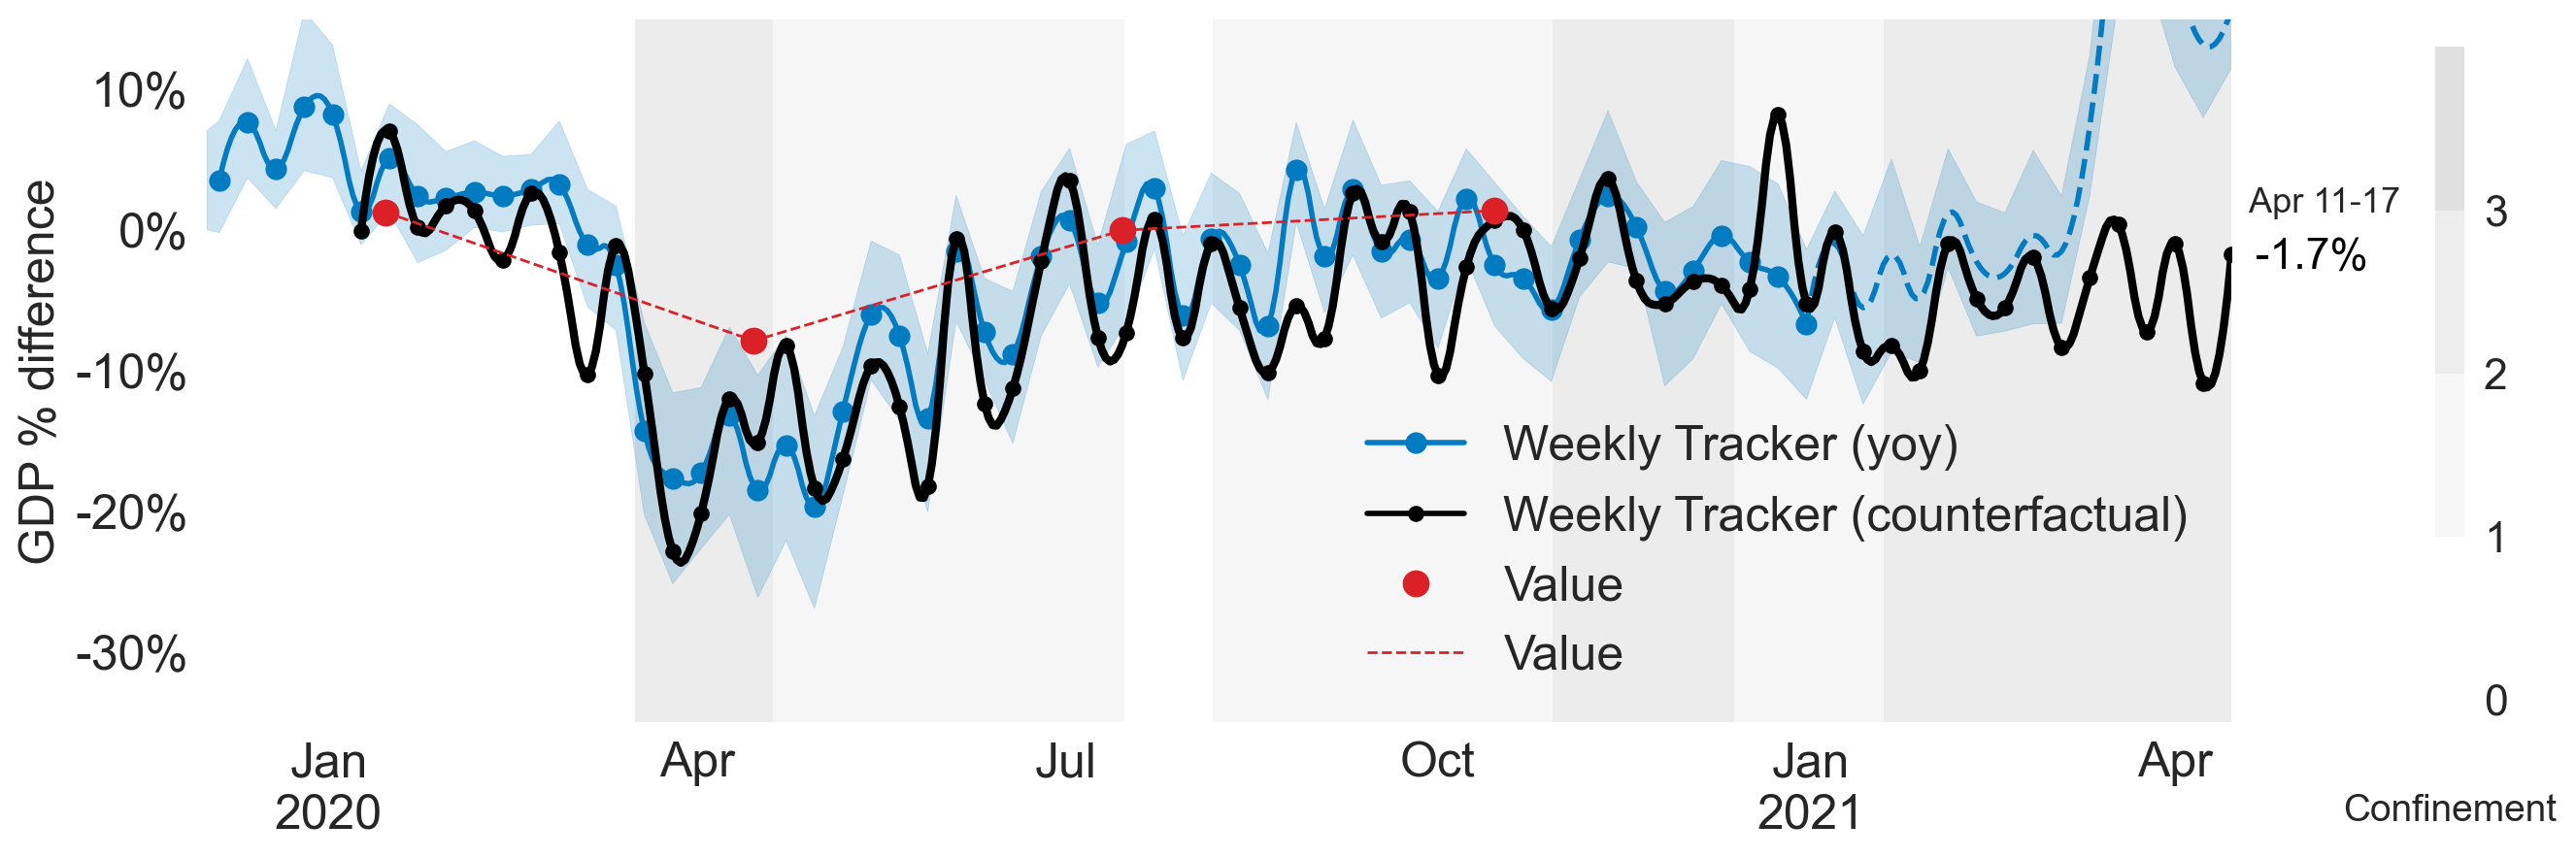 GDP % difference
10%
0%
-10%
-20%
-30%
Jan
2020
Apr
Jul
Oct
Jan
2021
Apr
Weekly Tracker (yoy)
Weekly Tracker (counterfactual)
Value
Value
Apr 11-17
-1.7%
3
2
1
0
Confinement